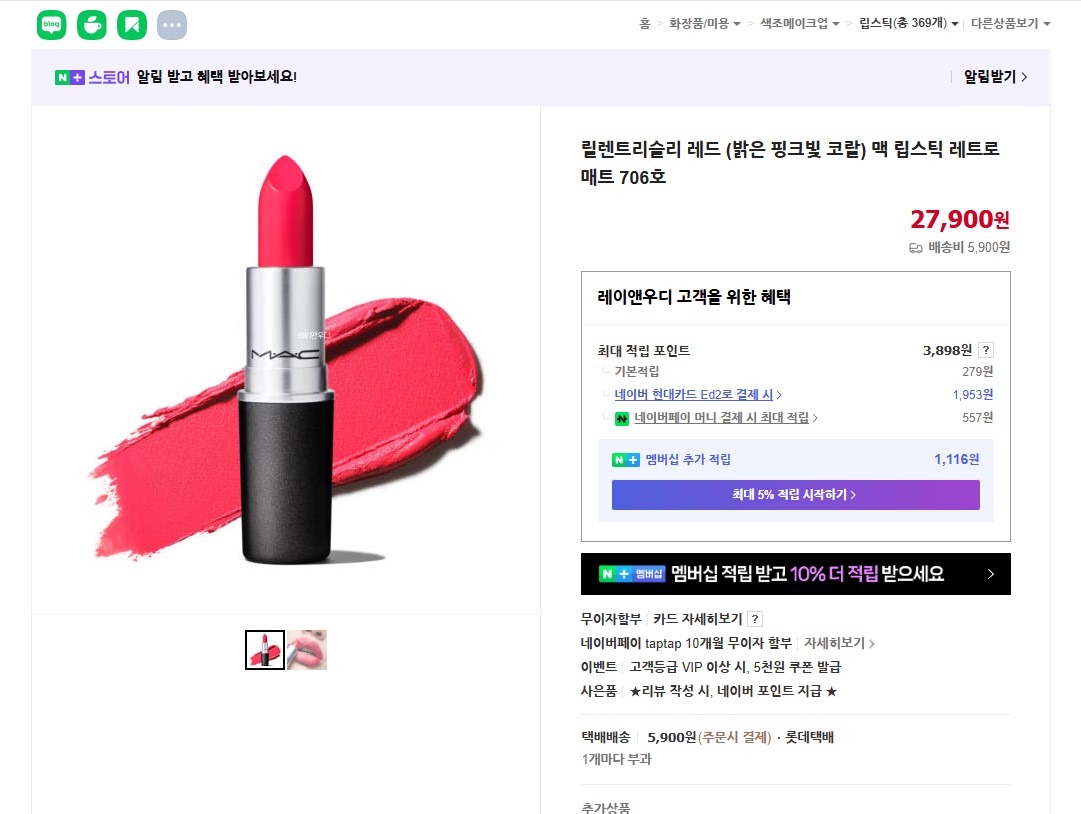 blog
홈 > 화장품/미용 > 색조메이크업 > 립스틱(총 369개) 다른상품보기
N+ 스토어 알림 받고 혜택 받아보세요!
알림받기
릴렌트리슬리 레드 (밝은 핑크빛 코랄) 맥 립스틱 레트로
매트 706호
27,900원
배송비 5,900원
레이앤우디 고객을 위한 혜택
최대 적립 포인트 3,898원 ?
기본적립 279원
네이버 현대카드 Ed2로 결제 시 1,953원
네이버페이 머니 결제 시 최대 적립 557원
N+ 멤버십 추가 적립 1,116원
최대 5% 적립 시작하기
N+ 멤버십 멤버십 적립 받고 10% 더 적립 받으세요
무이자할부 카드 자세히보기 ?
네이버페이 taptap 10개월 무이자 할부 자세히보기
이벤트 고객등급 VIP 이상 시, 5천원 쿠폰 발급
사은품 ★리뷰 작성 시, 네이버 포인트 지급 ★
택배배송 5,900원(주문시 결제) · 롯데택배
1개마다 부과
추가상품
레이앤우디
MAC